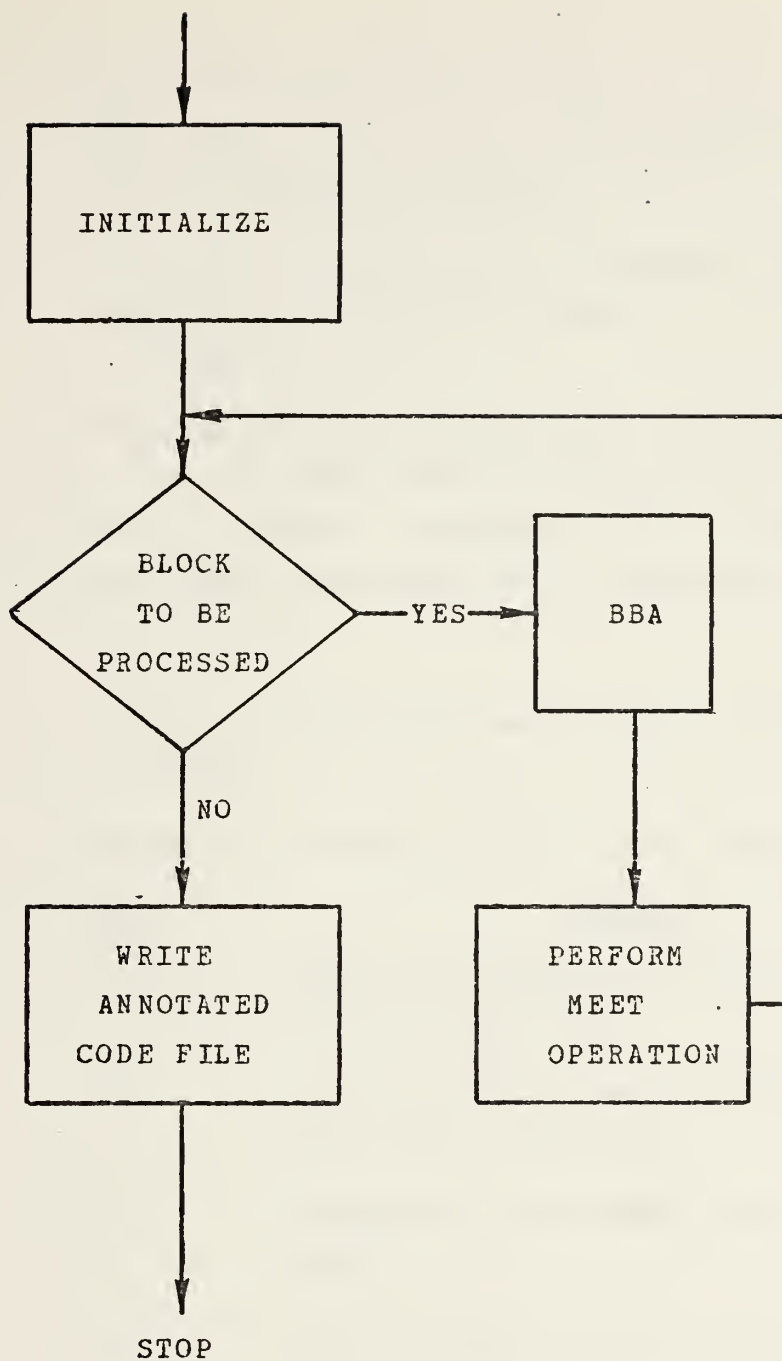 INITIALIZE
BLOCK
TO BE
PROCESSED
YES
BBA
NO
WRITE
ANNOTATED
CODE FILE
PERFORM
MEET
OPERATION
STOP